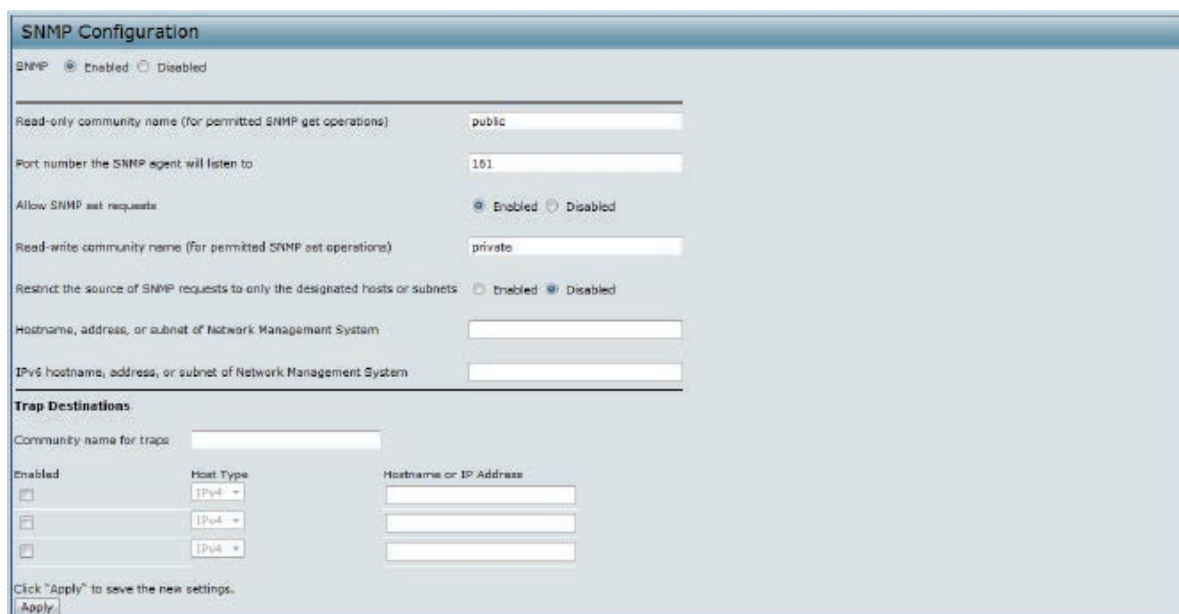 SNMP Configuration
SNMP Enabled Disabled
Read-only community name (for permitted SNMP get operations) public
Port number the SNMP agent will listen to 161
Allow SNMP set requests Enabled Disabled
Read-write community name (for permitted SNMP set operations) private
Restrict the source of SNMP requests to only the designated hosts or subnets Enabled Disabled
Hostname, address, or subnet of Network Management System
IPv6 hostname, address, or subnet of Network Management System
Trap Destinations
Community name for traps
Enabled Host Type Hostname or IP Address
IPv4
IPv4
IPv4
Click "Apply" to save the new settings.
Apply